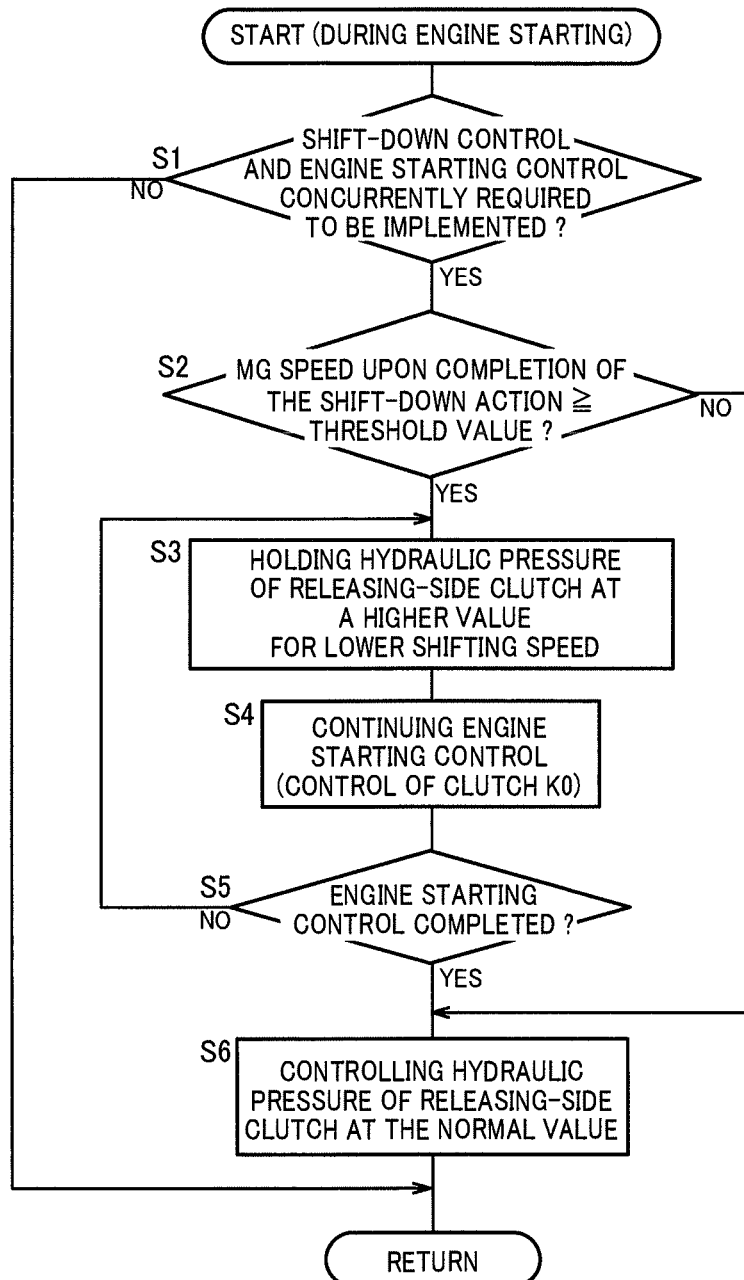 START (DURING ENGINE STARTING)
S1
SHIFT-DOWN CONTROL
AND ENGINE STARTING CONTROL
CONCURRENTLY REQUIRED
TO BE IMPLEMENTED ?
NO
YES
S2
MG SPEED UPON COMPLETION OF
THE SHIFT-DOWN ACTION ≧
THRESHOLD VALUE ?
NO
YES
S3
HOLDING HYDRAULIC PRESSURE
OF RELEASING-SIDE CLUTCH AT
A HIGHER VALUE
FOR LOWER SHIFTING SPEED
S4
CONTINUING ENGINE
STARTING CONTROL
(CONTROL OF CLUTCH K0)
S5
ENGINE STARTING
CONTROL COMPLETED ?
NO
YES
S6
CONTROLLING HYDRAULIC
PRESSURE OF RELEASING-SIDE
CLUTCH AT THE NORMAL VALUE
RETURN